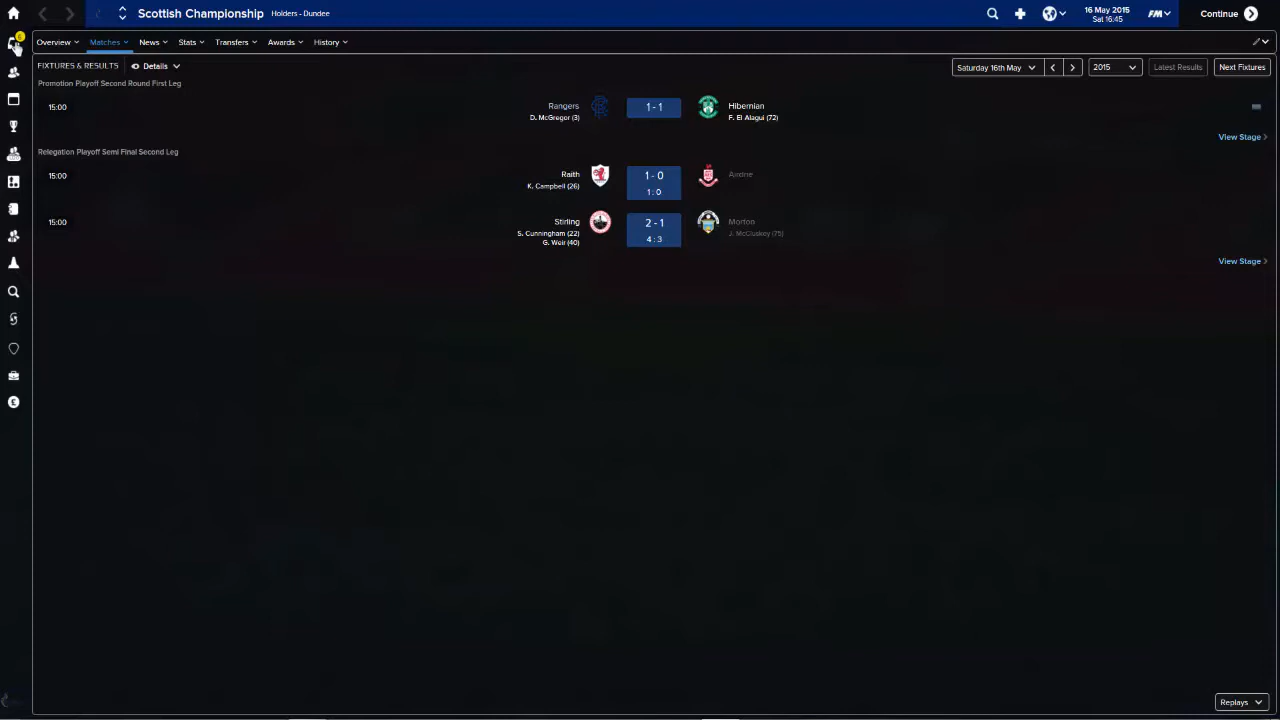 Scottish Championship Holders - Dundee
16 May 2015
Sat 16:45
FM
Continue
6
Overview Matches News Stats Transfers Awards History
FIXTURES & RESULTS Details Saturday 16th May 2015 Latest Results Next Fixtures
Promotion Playoff Second Round First Leg
15:00 Rangers 1 - 1 Hibernian
D. McGregor (3) F. El Alagui (72)
View Stage
Relegation Playoff Semi Final Second Leg
15:00 Raith 1 - 0 Airdrie
K. Campbell (26) 1 : 0
15:00 Stirling 2 - 1 Morton
S. Cunningham (22) J. McCluskey (75)
G. Weir (40) 4 : 3
View Stage
Replays